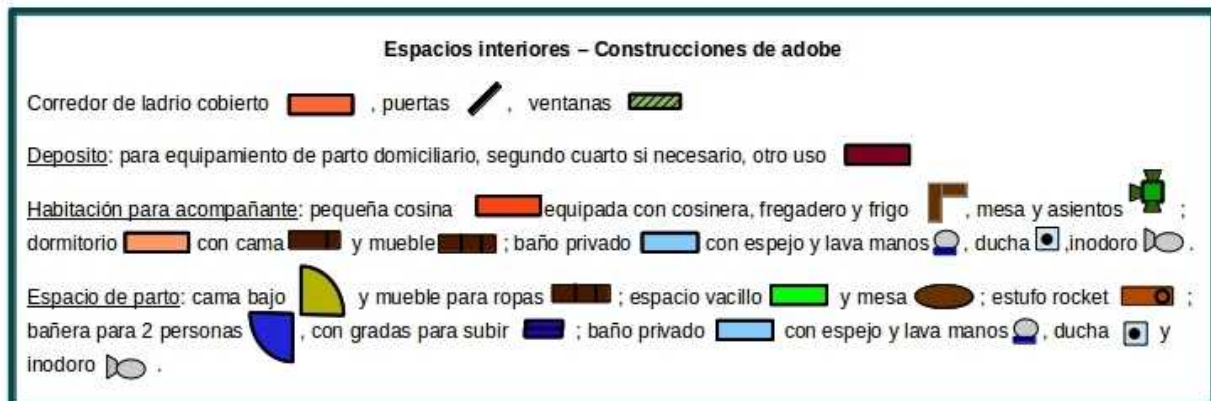 Espacios interiores – Construcciones de adobe
Corredor de ladrio cobierto , puertas , ventanas
Deposito: para equipamiento de parto domiciliario, segundo cuarto si necesario, otro uso
Habitación para acompañante: pequeña cosina equipada con cosinera, fregadero y frigo , mesa y asientos ;
dormitorio con cama y mueble ; baño privado con espejo y lava manos , ducha ,inodoro .
Espacio de parto: cama bajo y mueble para ropas ; espacio vacillo y mesa ; estufo rocket ;
bañera para 2 personas , con gradas para subir ; baño privado con espejo y lava manos , ducha y
inodoro .